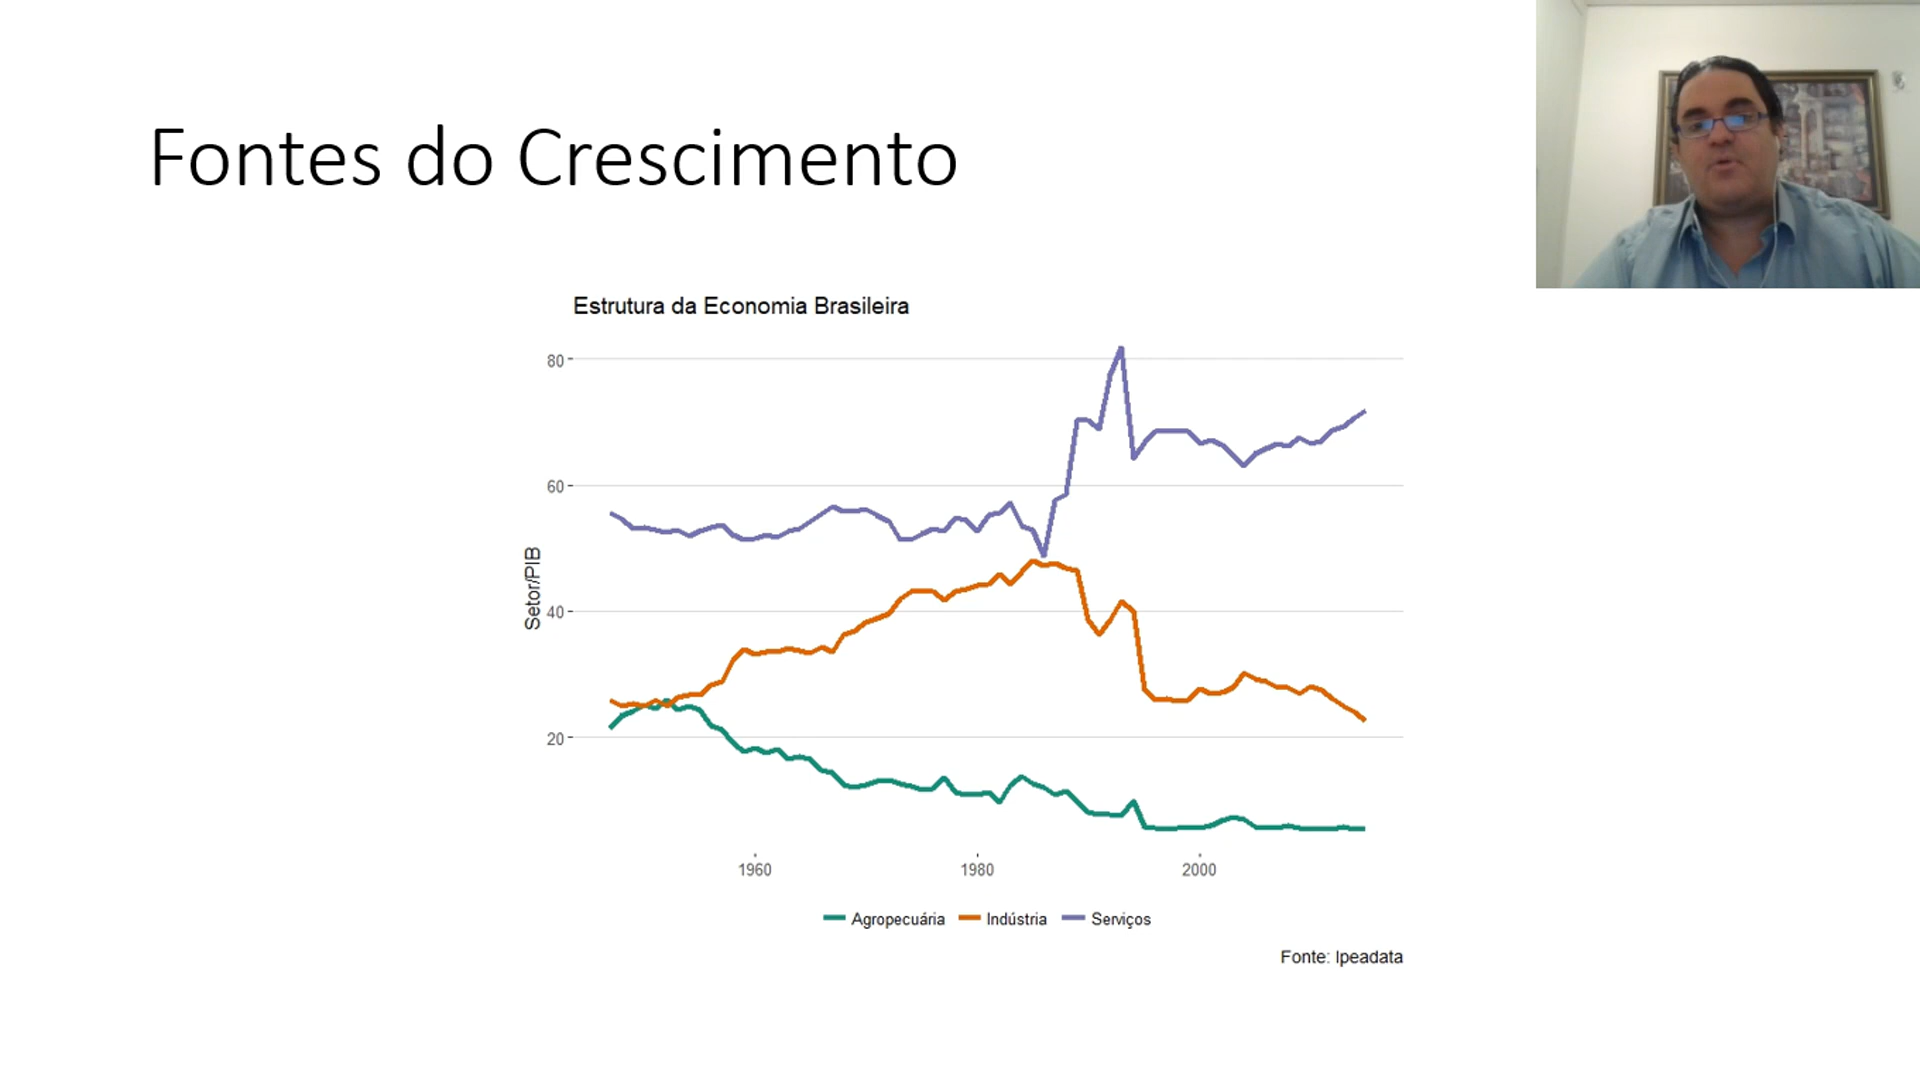 Fontes do Crescimento
Estrutura da Economia Brasileira
80
60
40
20
Setor/PIB
1960 1980 2000
Agropecuária Indústria Serviços
Fonte: Ipeadata